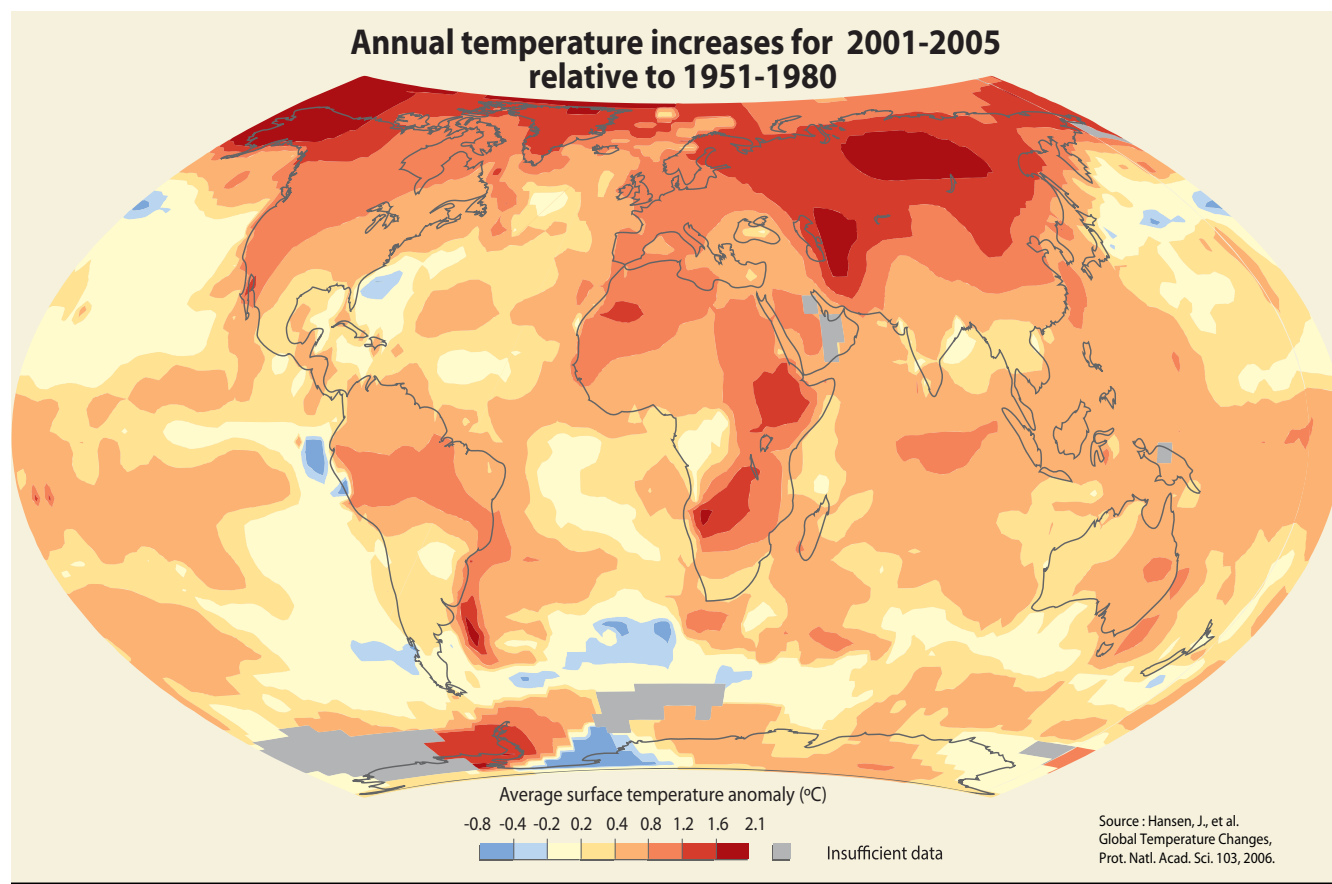 Annual temperature increases for 2001-2005
relative to 1951-1980
Average surface temperature anomaly (ºC)
-0.8 -0.4 -0.2 0.2 0.4 0.8 1.2 1.6 2.1
Insufficient data
Source : Hansen, J., et al.
Global Temperature Changes,
Prot. Natl. Acad. Sci. 103, 2006.